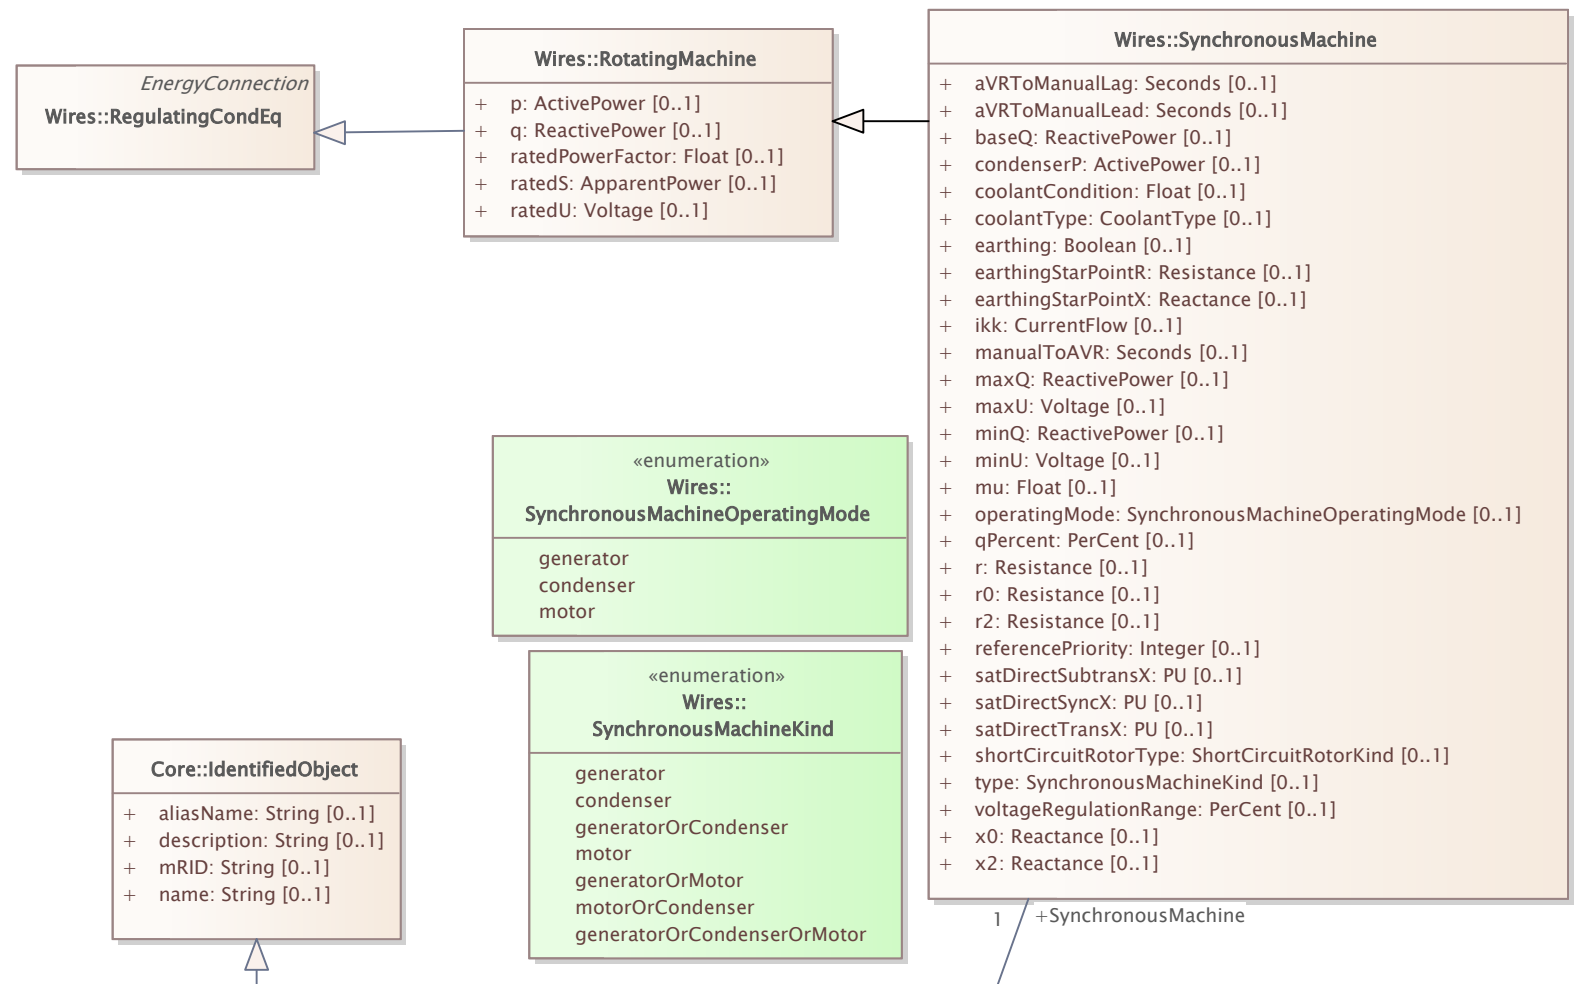 EnergyConnection
Wires::RegulatingCondEq
Wires::RotatingMachine
+ p: ActivePower [0..1]
+ q: ReactivePower [0..1]
+ ratedPowerFactor: Float [0..1]
+ ratedS: ApparentPower [0..1]
+ ratedU: Voltage [0..1]
Wires::SynchronousMachine
+ aVRToManualLag: Seconds [0..1]
+ aVRToManualLead: Seconds [0..1]
+ baseQ: ReactivePower [0..1]
+ condenserP: ActivePower [0..1]
+ coolantCondition: Float [0..1]
+ coolantType: CoolantType [0..1]
+ earthing: Boolean [0..1]
+ earthingStarPointR: Resistance [0..1]
+ earthingStarPointX: Reactance [0..1]
+ ikk: CurrentFlow [0..1]
+ manualToAVR: Seconds [0..1]
+ maxQ: ReactivePower [0..1]
+ maxU: Voltage [0..1]
+ minQ: ReactivePower [0..1]
+ minU: Voltage [0..1]
+ mu: Float [0..1]
+ operatingMode: SynchronousMachineOperatingMode [0..1]
+ qPercent: PerCent [0..1]
+ r: Resistance [0..1]
+ r0: Resistance [0..1]
+ r2: Resistance [0..1]
+ referencePriority: Integer [0..1]
+ satDirectSubtransX: PU [0..1]
+ satDirectSyncX: PU [0..1]
+ satDirectTransX: PU [0..1]
+ shortCircuitRotorType: ShortCircuitRotorKind [0..1]
+ type: SynchronousMachineKind [0..1]
+ voltageRegulationRange: PerCent [0..1]
+ x0: Reactance [0..1]
+ x2: Reactance [0..1]
«enumeration»
Wires::
SynchronousMachineOperatingMode
generator
condenser
motor
«enumeration»
Wires::
SynchronousMachineKind
generator
condenser
generatorOrCondenser
motor
generatorOrMotor
motorOrCondenser
generatorOrCondenserOrMotor
Core::IdentifiedObject
+ aliasName: String [0..1]
+ description: String [0..1]
+ mRID: String [0..1]
+ name: String [0..1]
1 +SynchronousMachine